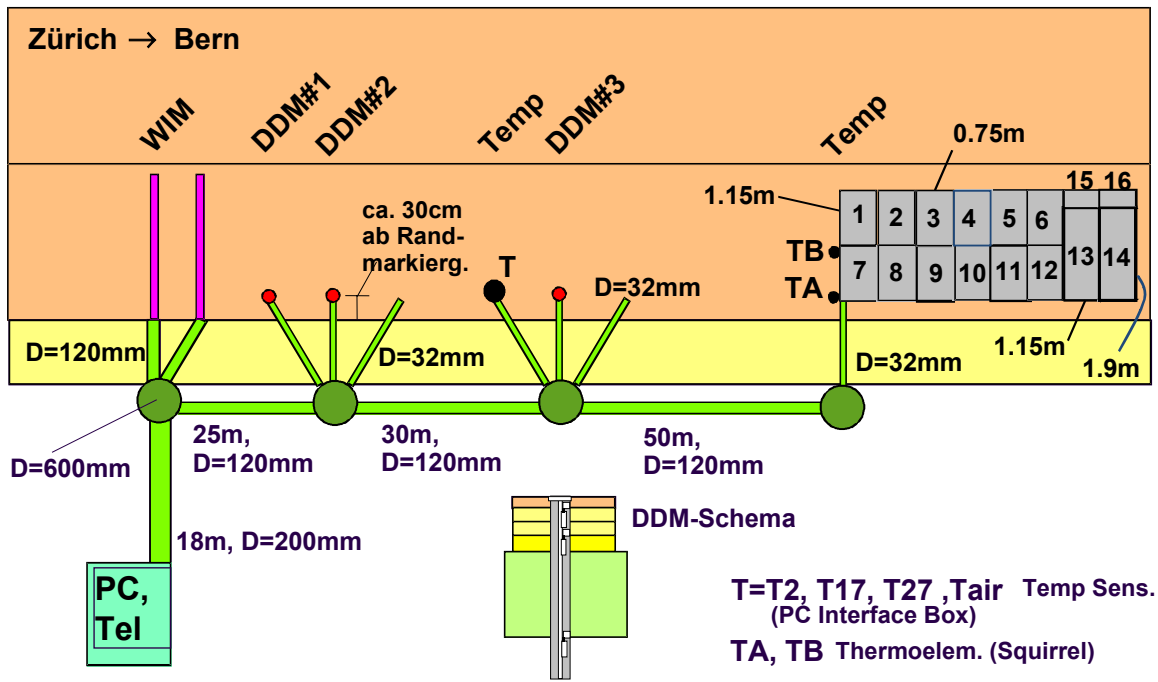 Zürich → Bern
WIM
DDM#1
DDM#2
Temp
DDM#3
Temp
0.75m
1.15m
15 16
1 2 3 4 5 6
13 14
7 8 9 10 11 12
TB
TA
ca. 30cm
ab Rand-
markierg.
T
D=32mm
D=120mm
D=32mm
D=32mm
1.15m
1.9m
D=600mm
25m,
D=120mm
30m,
D=120mm
50m,
D=120mm
18m, D=200mm
DDM-Schema
PC,
Tel
T=T2, T17, T27 ,Tair Temp Sens.
(PC Interface Box)
TA, TB Thermoelem. (Squirrel)